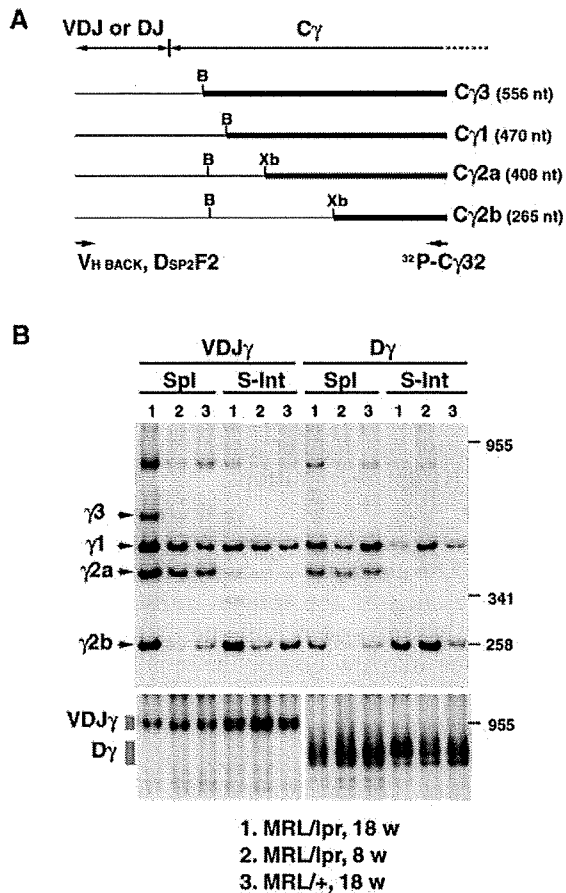 A
VDJ or DJ Cγ
B
Cγ3 (556 nt)
B
Cγ1 (470 nt)
B Xb
Cγ2a (408 nt)
B Xb
Cγ2b (265 nt)
VH BACK, DSP2F2 32P-Cγ32
B
VDJγ Dγ
Spl S-Int Spl S-Int
1 2 3 1 2 3 1 2 3 1 2 3
955
γ3
γ1
γ2a
341
γ2b 258
VDJγ 955
Dγ
1. MRL/lpr, 18 w
2. MRL/lpr, 8 w
3. MRL/+, 18 w